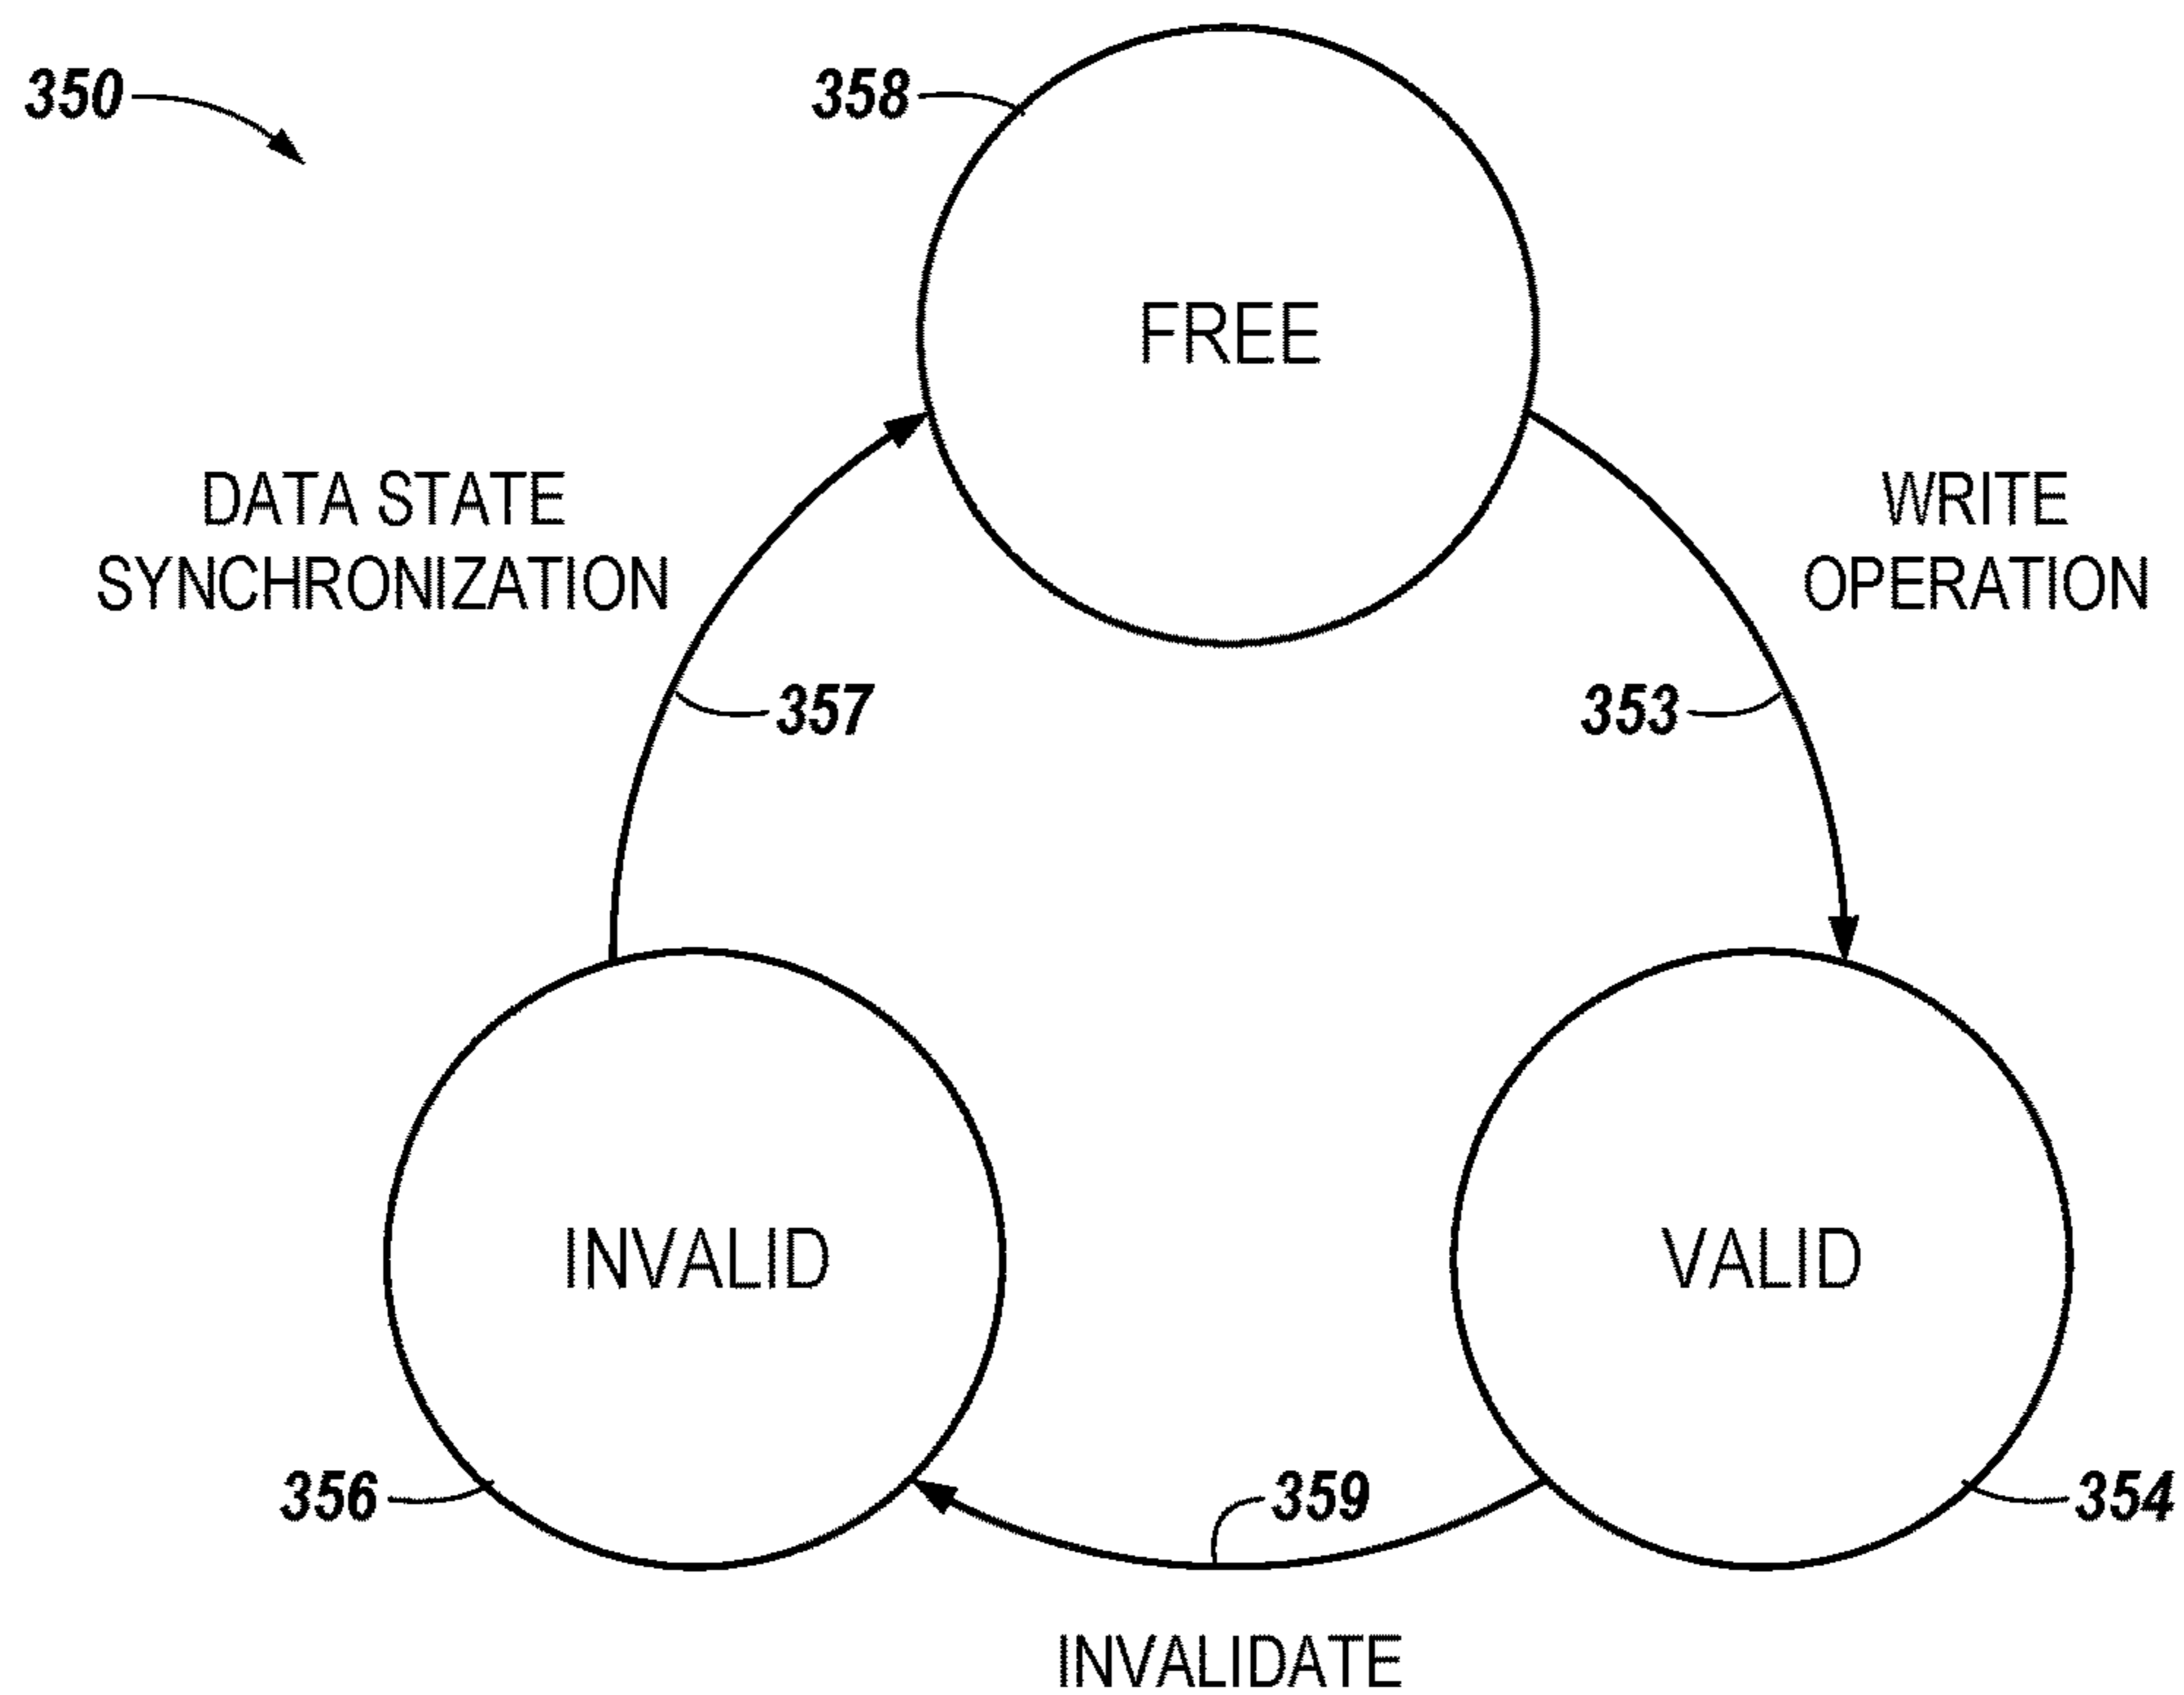 350
358
FREE
DATA STATE
SYNCHRONIZATION
WRITE
OPERATION
357
353
INVALID
VALID
356
359
354
INVALIDATE